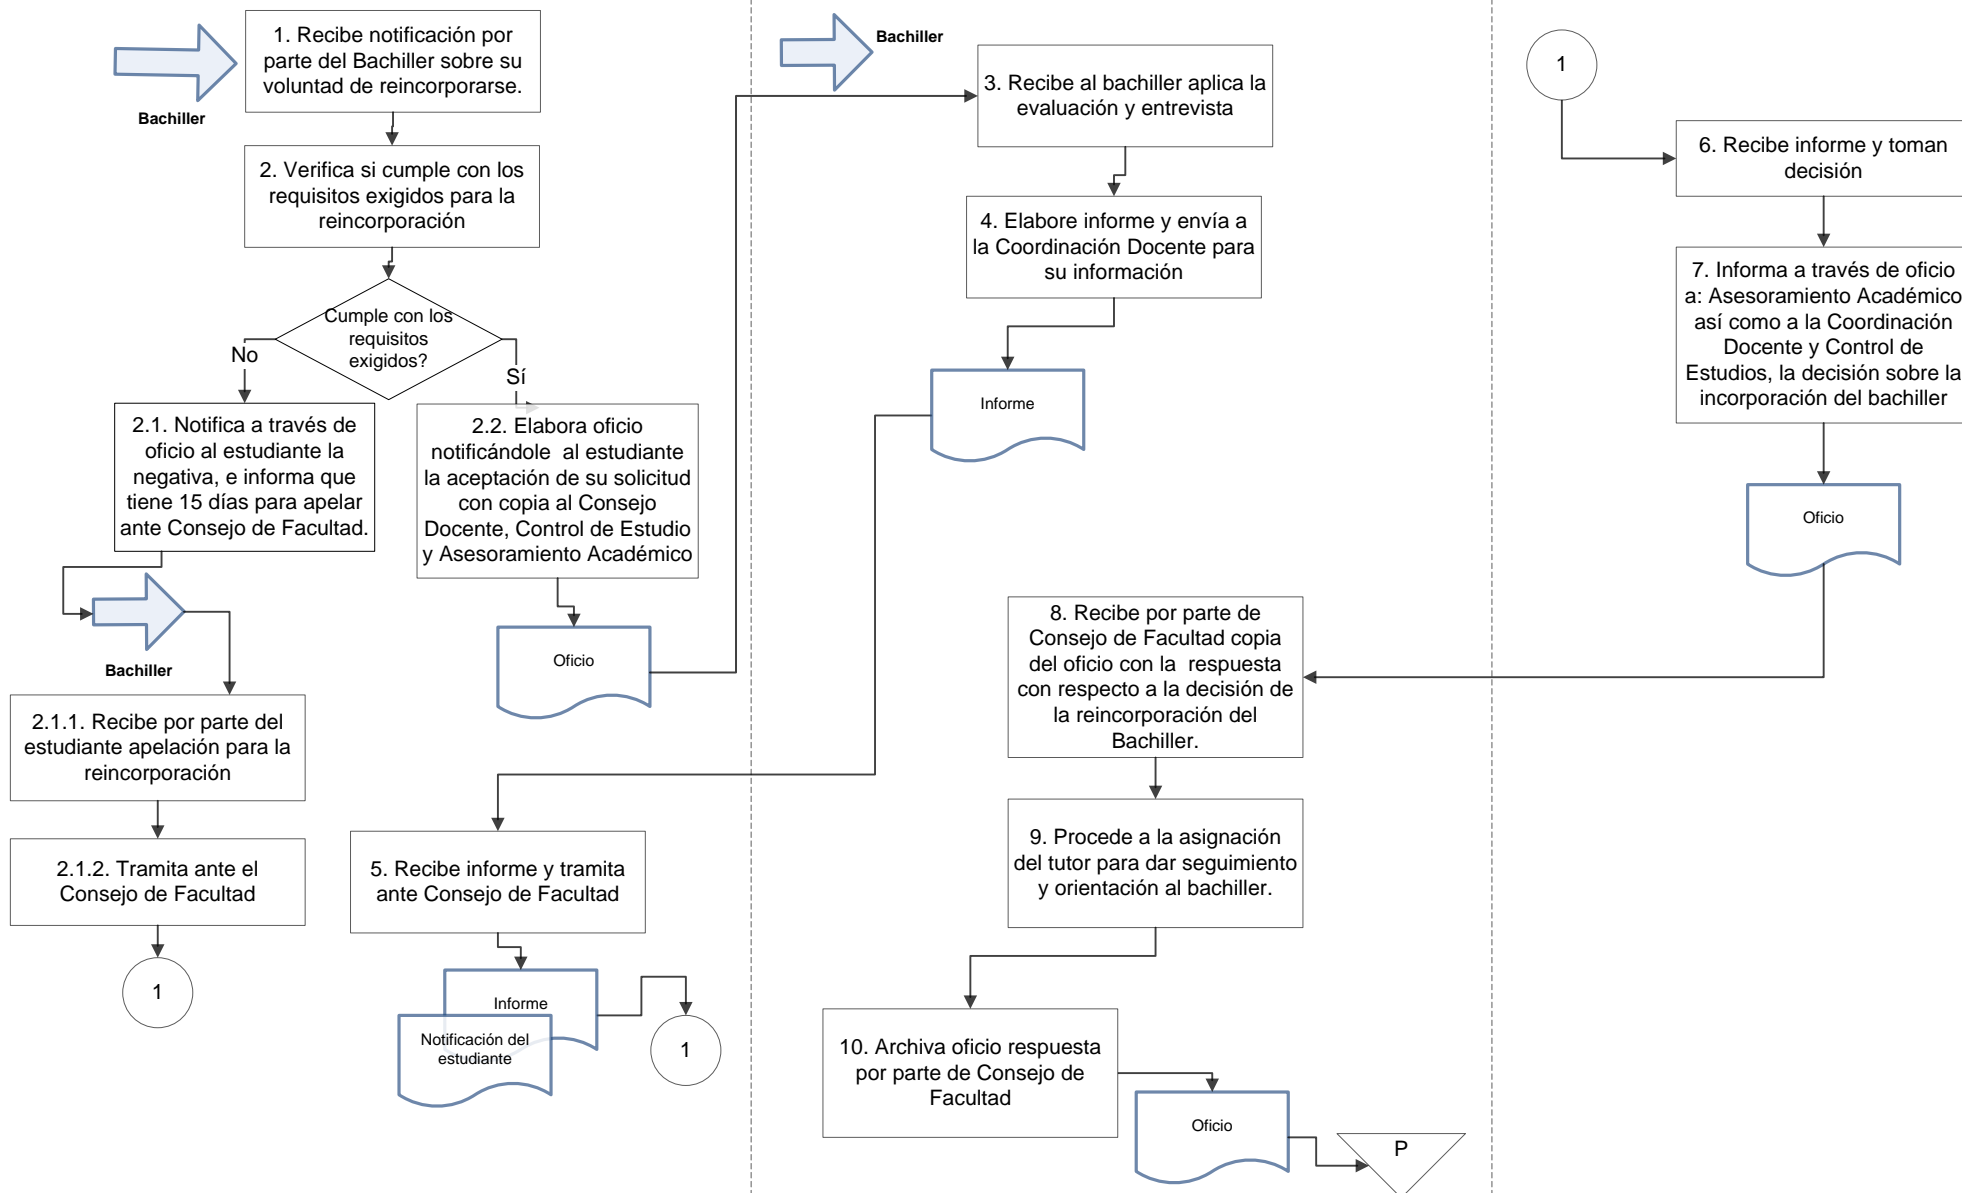 1. Recibe notificación por
parte del Bachiller sobre su
voluntad de reincorporarse.
Bachiller
2. Verifica si cumple con los
requisitos exigidos para la
reincorporación
Cumple con los
requisitos
exigidos?
No
Sí
2.1. Notifica a través de
oficio al estudiante la
negativa, e informa que
tiene 15 días para apelar
ante Consejo de Facultad.
2.2. Elabora oficio
notificándole al estudiante
la aceptación de su solicitud
con copia al Consejo
Docente, Control de Estudio
y Asesoramiento Académico
Bachiller
Oficio
2.1.1. Recibe por parte del
estudiante apelación para la
reincorporación
2.1.2. Tramita ante el
Consejo de Facultad
1
5. Recibe informe y tramita
ante Consejo de Facultad
Informe
Notificación del
estudiante
1
Bachiller
3. Recibe al bachiller aplica la
evaluación y entrevista
4. Elabore informe y envía a
la Coordinación Docente para
su información
Informe
8. Recibe por parte de
Consejo de Facultad copia
del oficio con la respuesta
con respecto a la decisión de
la reincorporación del
Bachiller.
9. Procede a la asignación
del tutor para dar seguimiento
y orientación al bachiller.
10. Archiva oficio respuesta
por parte de Consejo de
Facultad
Oficio
P
1
6. Recibe informe y toman
decisión
7. Informa a través de oficio
a: Asesoramiento Académico
así como a la Coordinación
Docente y Control de
Estudios, la decisión sobre la
incorporación del bachiller
Oficio